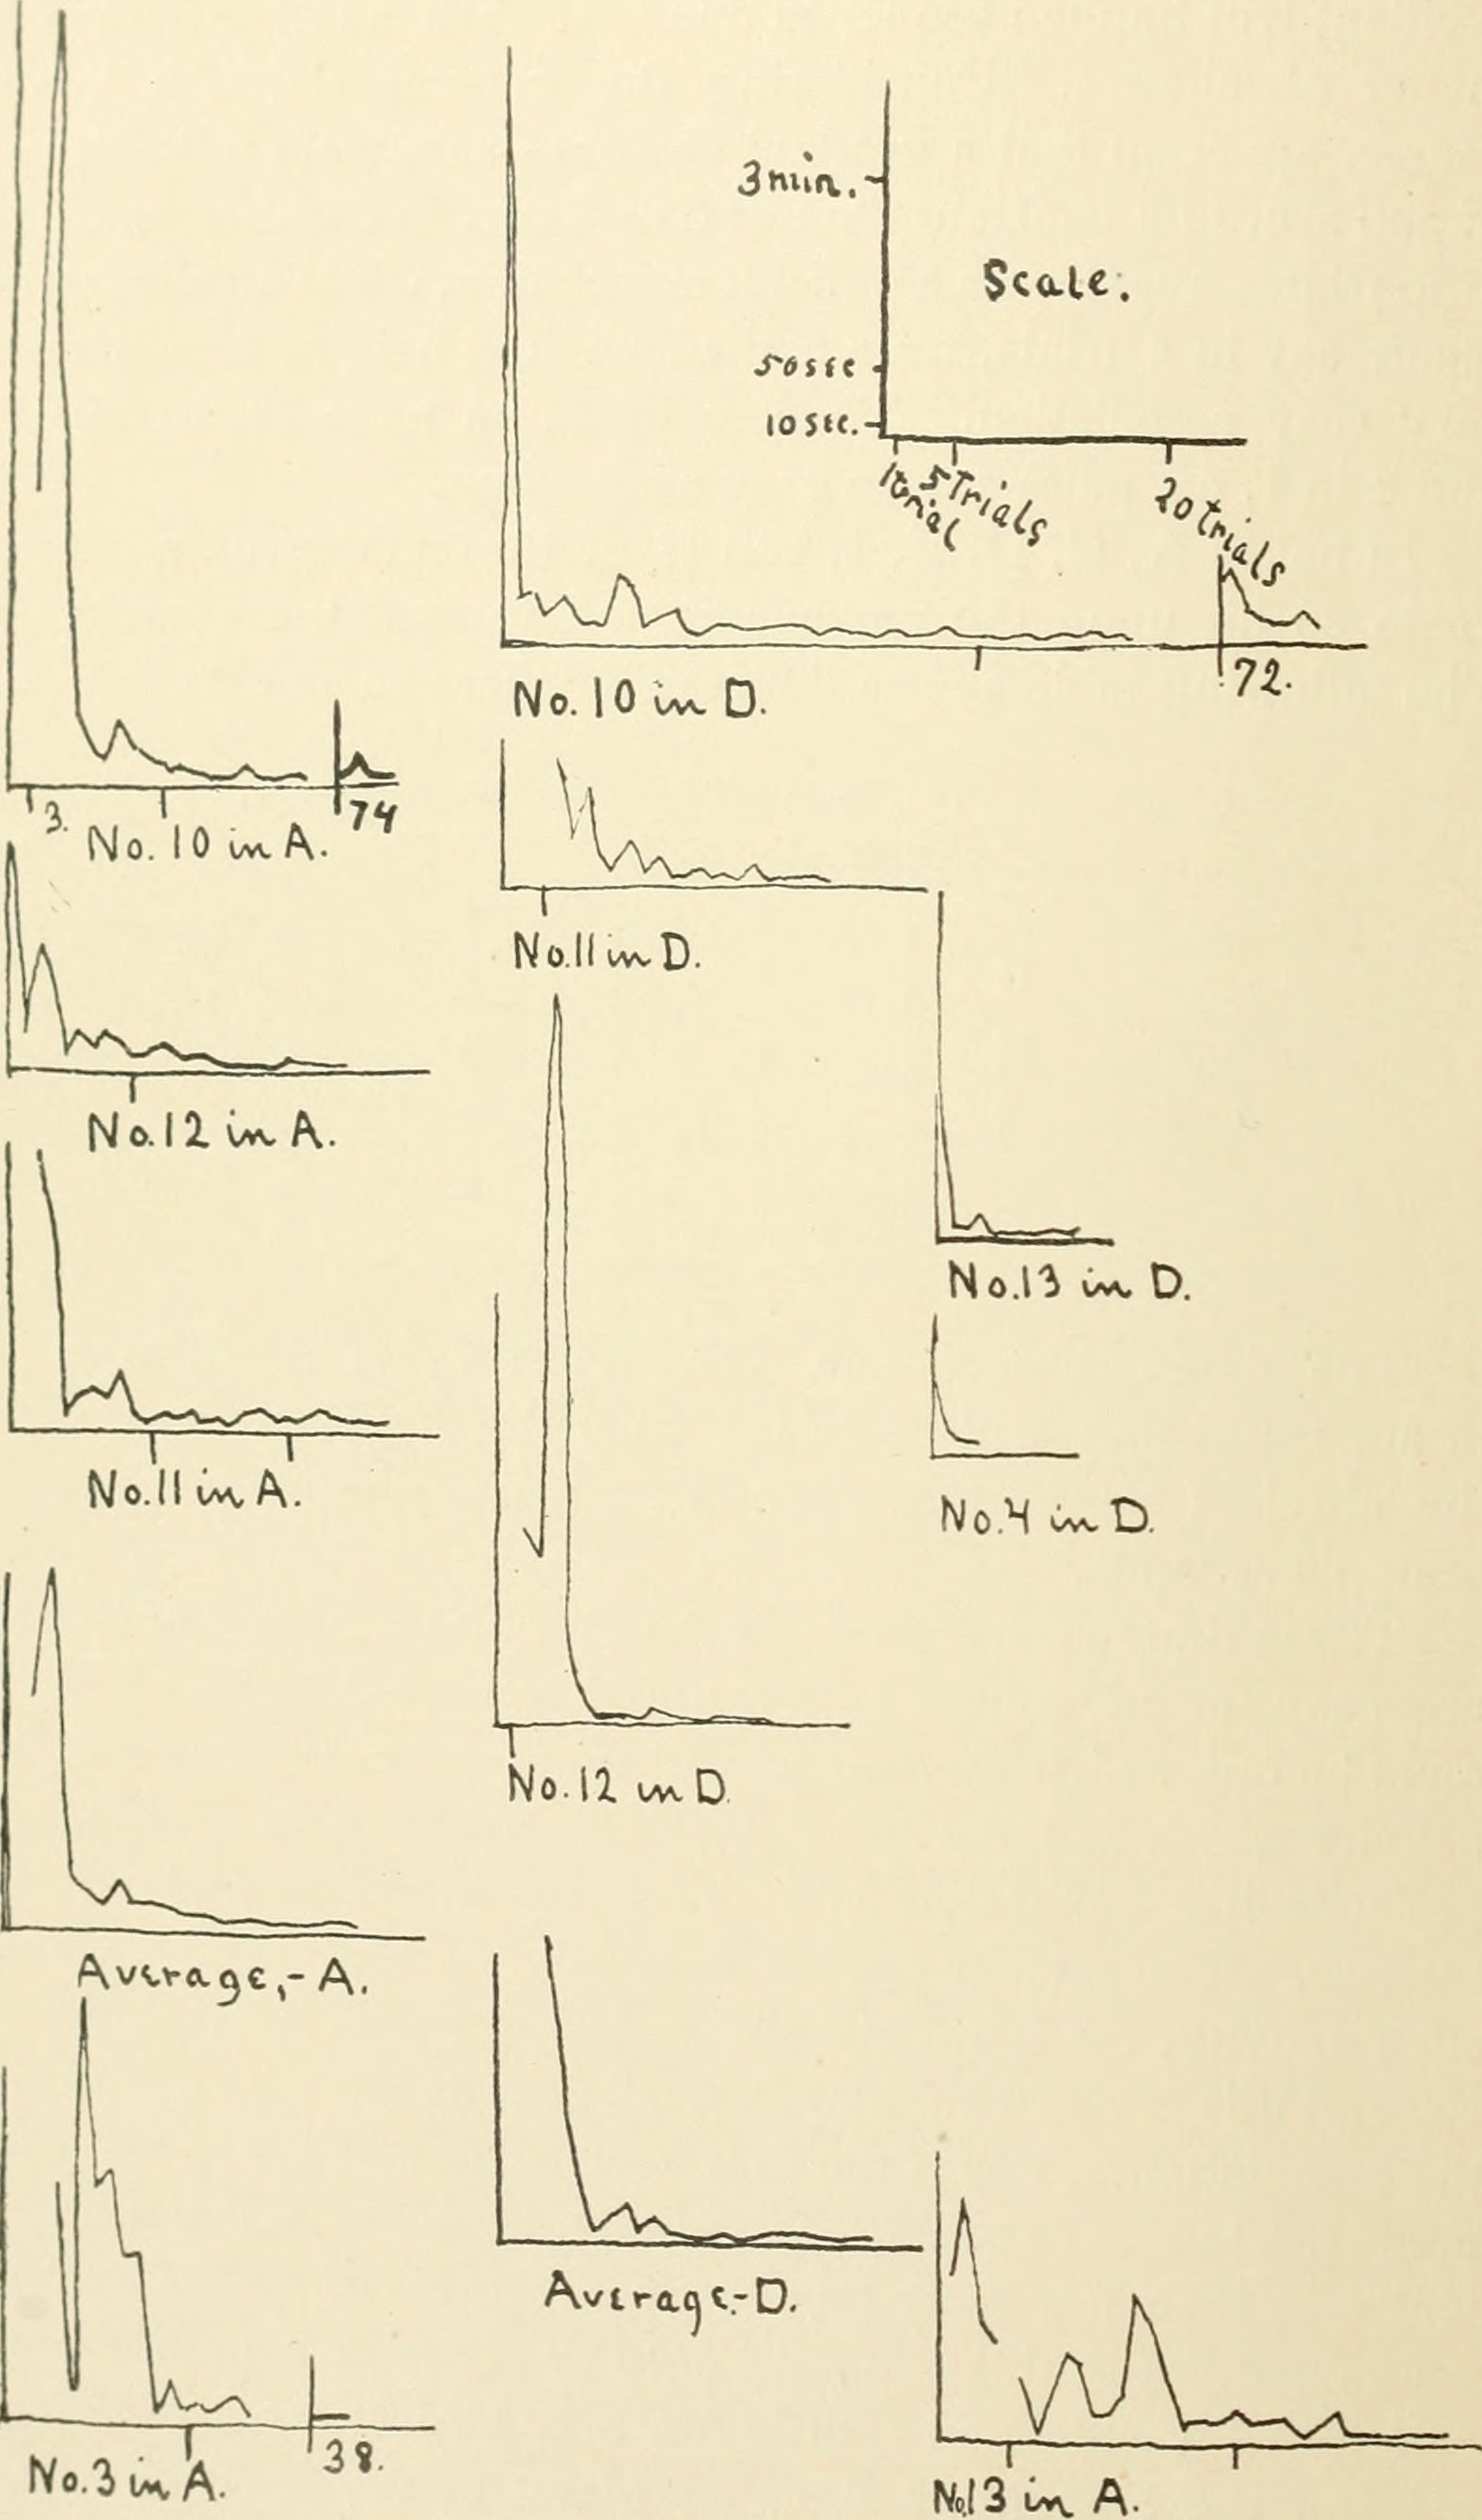 3 min.
Scale:
50 sec
10 sec.
1 trial
5 Trials
20 trials
No. 10 in D.
72.
3.
No. 10 in A.
74
No. 11 in D.
No. 12 in A.
No. 13 in D.
No. 11 in A.
No. 4 in D.
No. 12 in D.
Average,- A.
Average,- D.
No. 3 in A.
38.
No. 13 in A.